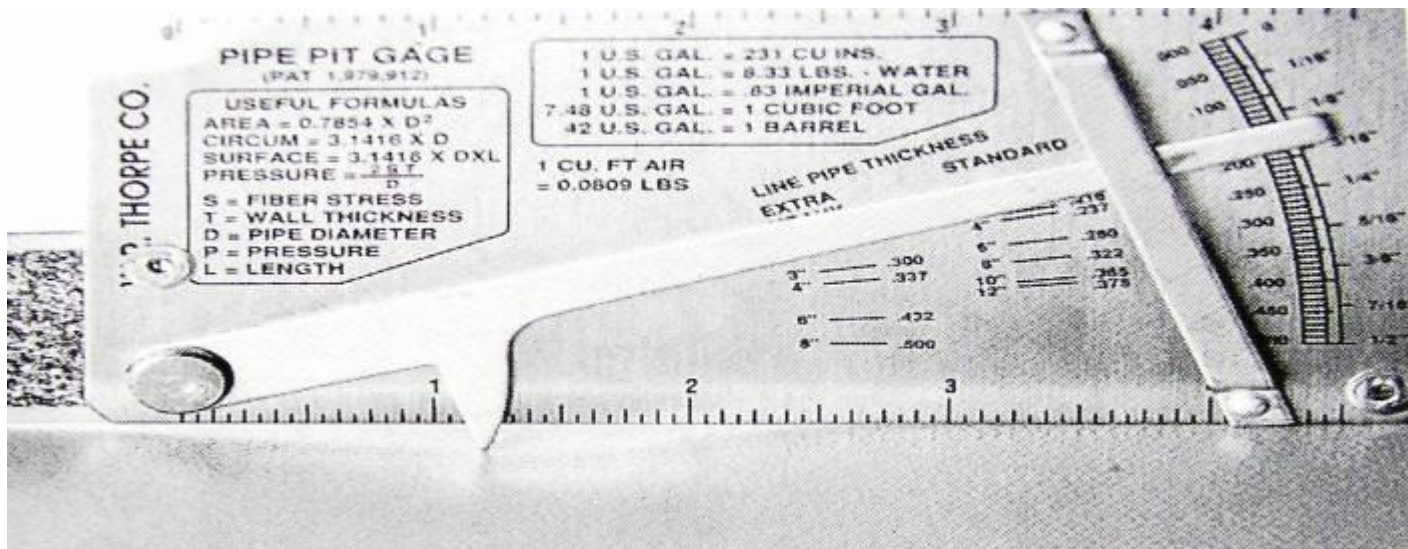 0 1 2 3 4
PIPE PIT GAGE
(PAT 1,979,912)
THORPE CO.
USEFUL FORMULAS
AREA = 0.7854 X D²
CIRCUM = 3.1416 X D
SURFACE = 3.1416 X DXL
PRESSURE = 2ST/D
S = FIBER STRESS
T = WALL THICKNESS
D = PIPE DIAMETER
P = PRESSURE
L = LENGTH
1 U.S. GAL. = 231 CU INS.
1 U.S. GAL. = 8.33 LBS. - WATER
1 U.S. GAL. = .83 IMPERIAL GAL.
7.48 U.S. GAL. = 1 CUBIC FOOT
42 U.S. GAL. = 1 BARREL
1 CU. FT AIR
= 0.0809 LBS
LINE PIPE THICKNESS
EXTRA
STANDARD
3" .300
4" .337
6" .432
8" .500
.216
4" .237
6" .280
8" .322
10" .365
12" .375
.000
.050
.100
.200
.250
.300
.350
.400
.450
0
1/16"
1/8"
3/16"
1/4"
5/16"
3/8"
7/16"
1/2"
1 2 3